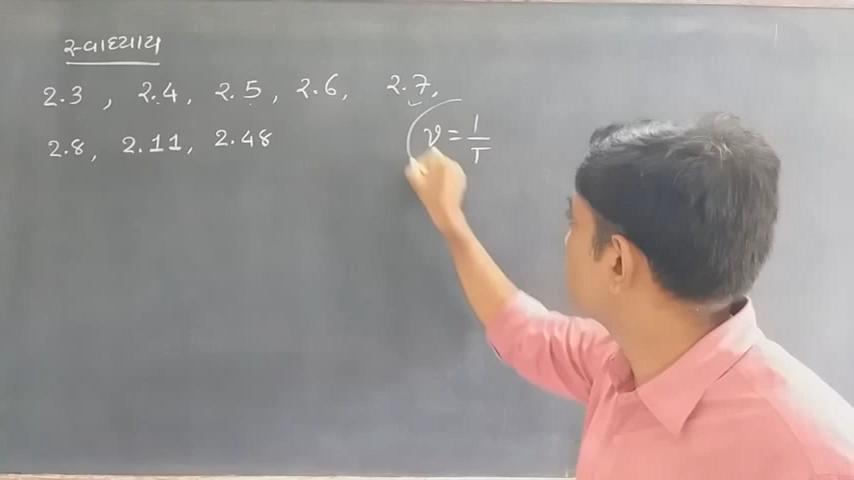 સ્વાધ્યાય
2.3, 2.4, 2.5, 2.6, 2.7,
2.8, 2.11, 2.48
ν = 1/T